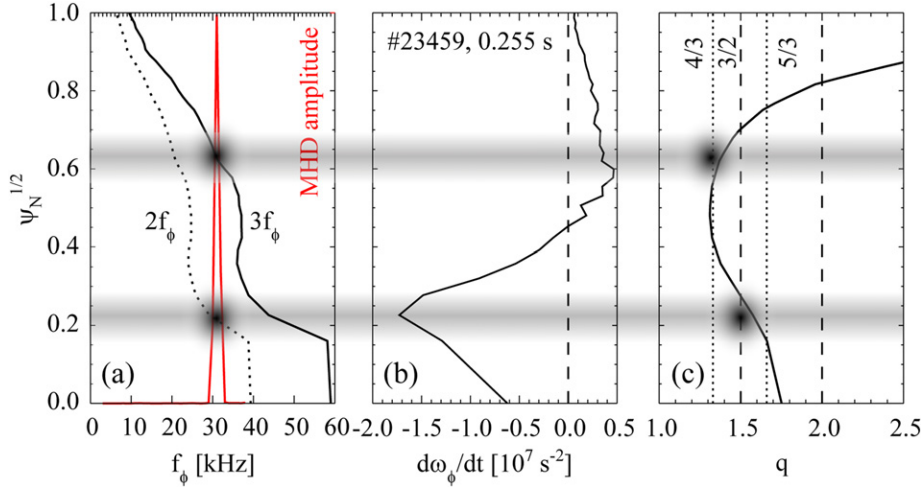 1.0
0.8
0.6
0.4
0.2
0.0
Ψ_N^1/2
MHD amplitude
2f_ϕ
3f_ϕ
(a)
0 10 20 30 40 50 60
f_ϕ [kHz]
#23459, 0.255 s
(b)
-2.0 -1.5 -1.0 -0.5 0.0 0.5
dω_ϕ/dt [10^7 s^-2]
4/3
3/2
5/3
(c)
1.0 1.5 2.0 2.5
q